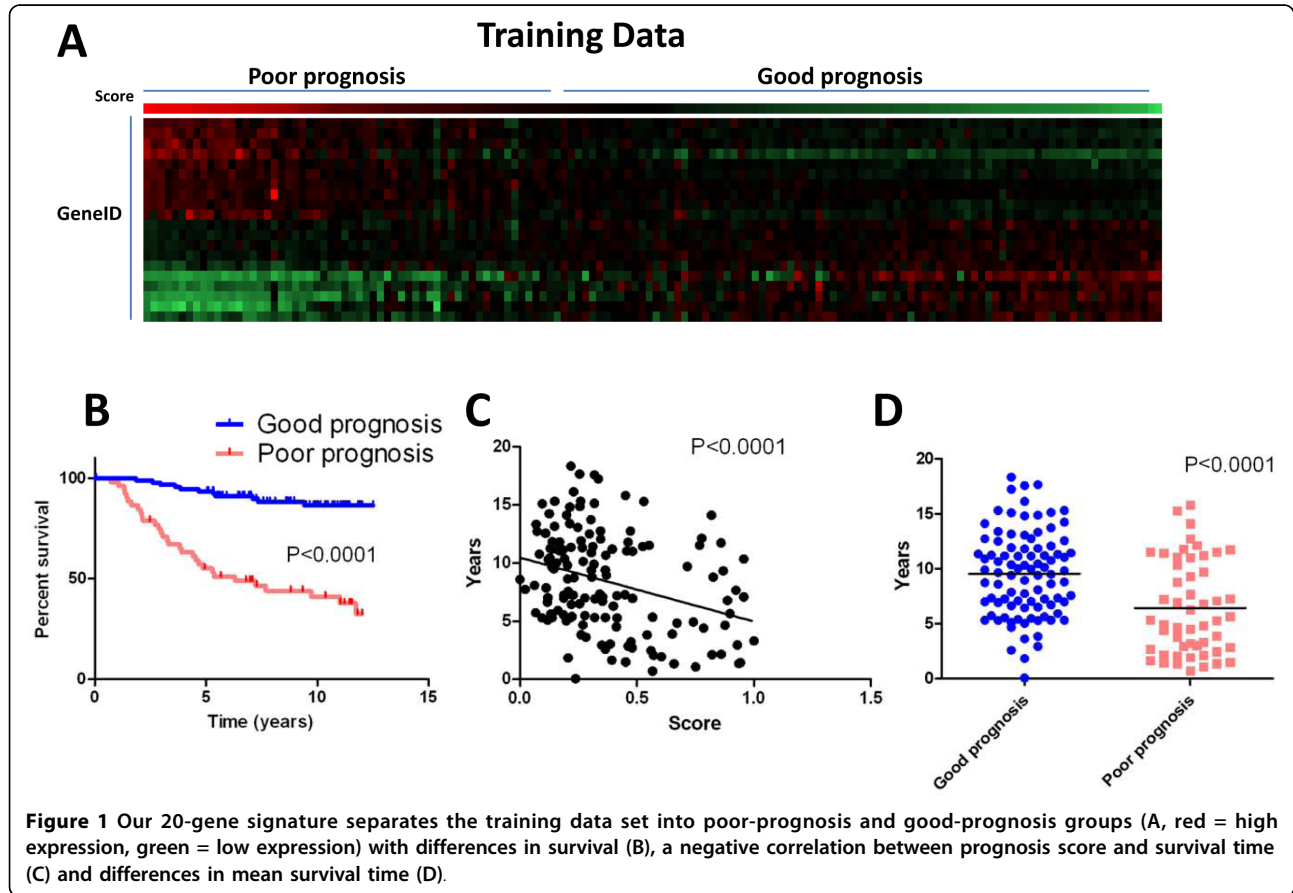 A
Training Data
Poor prognosis
Good prognosis
Score
GeneID
B
Good prognosis
Poor prognosis
100
50
0
Percent survival
P<0.0001
0 5 10 15
Time (years)
C
P<0.0001
20
15
10
5
0
Years
0.0 0.5 1.0 1.5
Score
D
P<0.0001
20
15
10
5
0
Years
Good prognosis
Poor prognosis
Figure 1 Our 20-gene signature separates the training data set into poor-prognosis and good-prognosis groups (A, red = high
expression, green = low expression) with differences in survival (B), a negative correlation between prognosis score and survival time
(C) and differences in mean survival time (D).